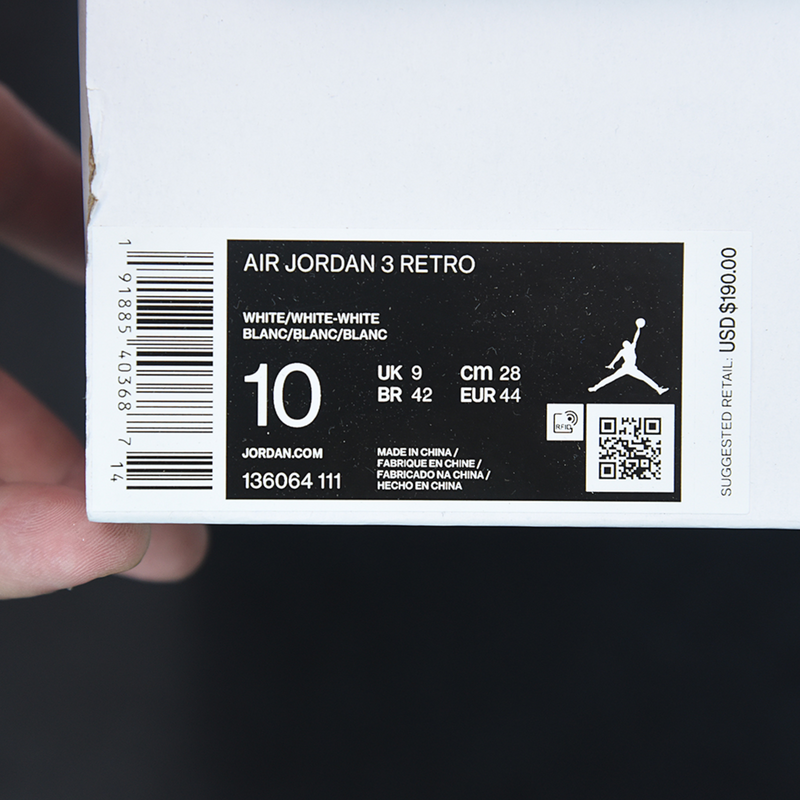 1 91885 40368 7 14
AIR JORDAN 3 RETRO
WHITE/WHITE-WHITE
BLANC/BLANC/BLANC
10
UK 9 cm 28
BR 42 EUR 44
JORDAN.COM
136064 111
MADE IN CHINA /
FABRIQUE EN CHINE /
FABRICADO NA CHINA /
HECHO EN CHINA
RFID
SUGGESTED RETAIL: USD $190.00